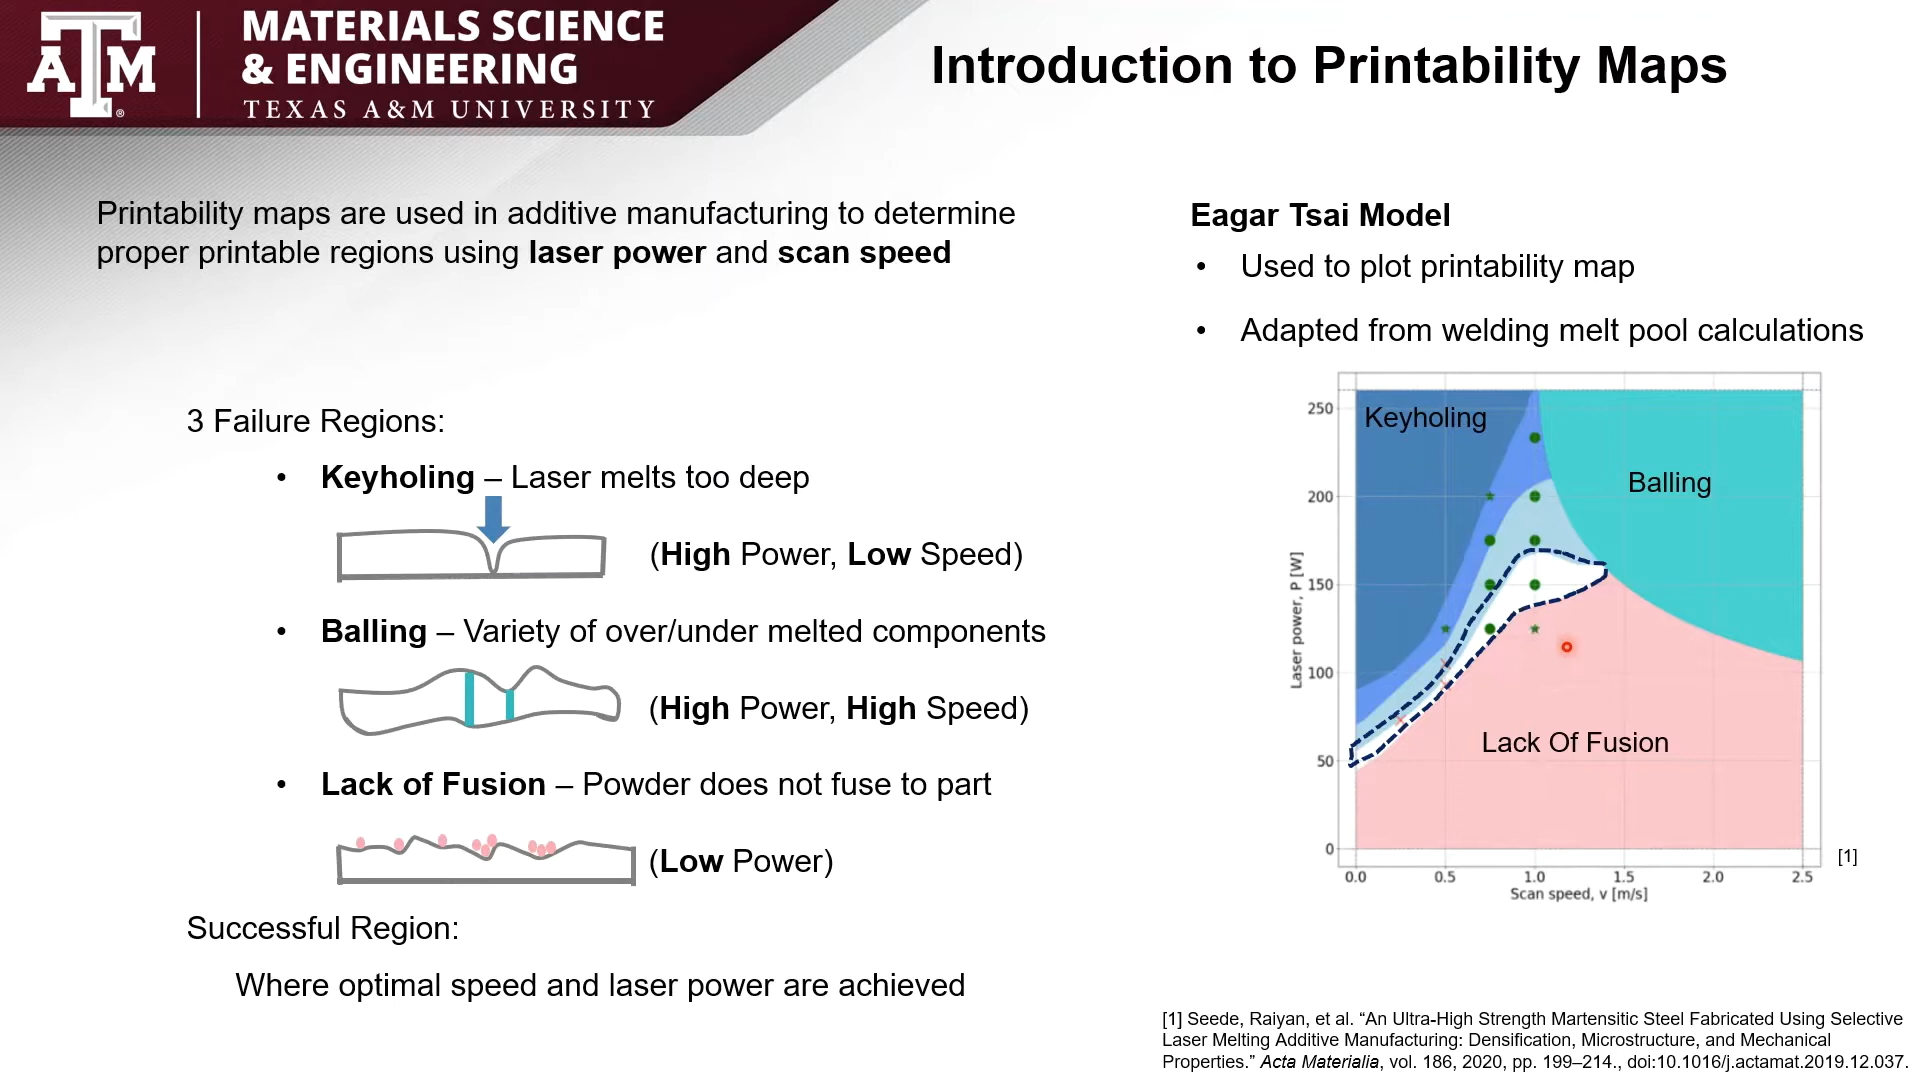 MATERIALS SCIENCE
& ENGINEERING
TEXAS A&M UNIVERSITY
ATM
®
Introduction to Printability Maps
Printability maps are used in additive manufacturing to determine
proper printable regions using laser power and scan speed
3 Failure Regions:
• Keyholing – Laser melts too deep
(High Power, Low Speed)
• Balling – Variety of over/under melted components
(High Power, High Speed)
• Lack of Fusion – Powder does not fuse to part
(Low Power)
Successful Region:
Where optimal speed and laser power are achieved
Eagar Tsai Model
• Used to plot printability map
• Adapted from welding melt pool calculations
Keyholing
Balling
Lack Of Fusion
Laser power, P [W]
250
200
150
100
50
0
0.0 0.5 1.0 1.5 2.0 2.5
Scan speed, v [m/s]
[1]
[1] Seede, Raiyan, et al. “An Ultra-High Strength Martensitic Steel Fabricated Using Selective
Laser Melting Additive Manufacturing: Densification, Microstructure, and Mechanical
Properties.” Acta Materialia, vol. 186, 2020, pp. 199–214., doi:10.1016/j.actamat.2019.12.037.